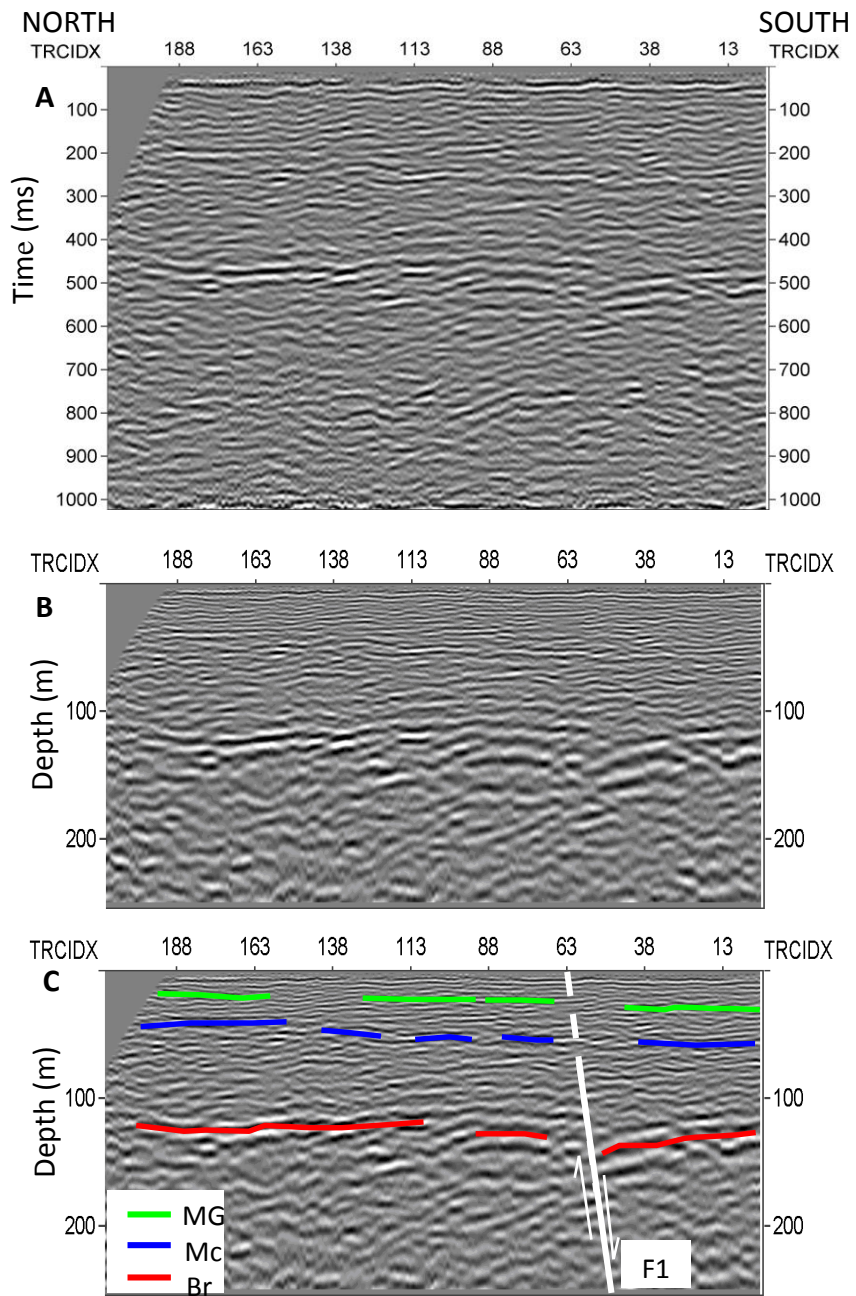 NORTH SOUTH
TRCIDX 188 163 138 113 88 63 38 13 TRCIDX
A
100 100
200 200
300 300
400 400
500 500
600 600
700 700
800 800
900 900
1000 1000
Time (ms)
TRCIDX 188 163 138 113 88 63 38 13 TRCIDX
B
100 100
200 200
Depth (m)
TRCIDX 188 163 138 113 88 63 38 13 TRCIDX
C
100 100
200 200
Depth (m)
MG
Mc
Br
F1